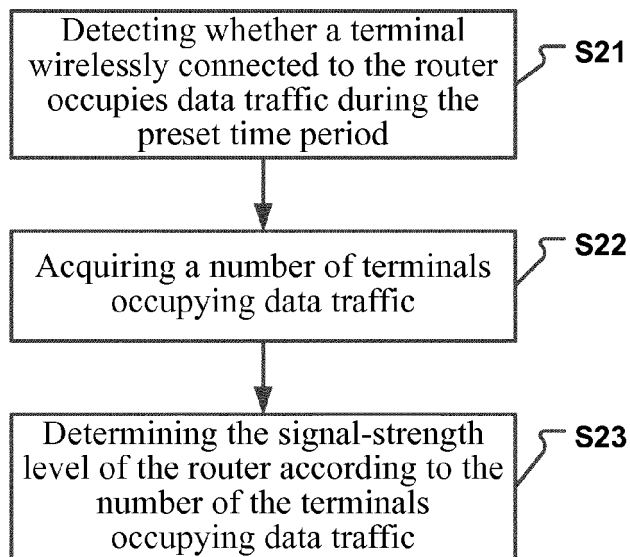 Detecting whether a terminal
wirelessly connected to the router
occupies data traffic during the
preset time period
S21
Acquiring a number of terminals
occupying data traffic
S22
Determining the signal-strength
level of the router according to the
number of the terminals
occupying data traffic
S23